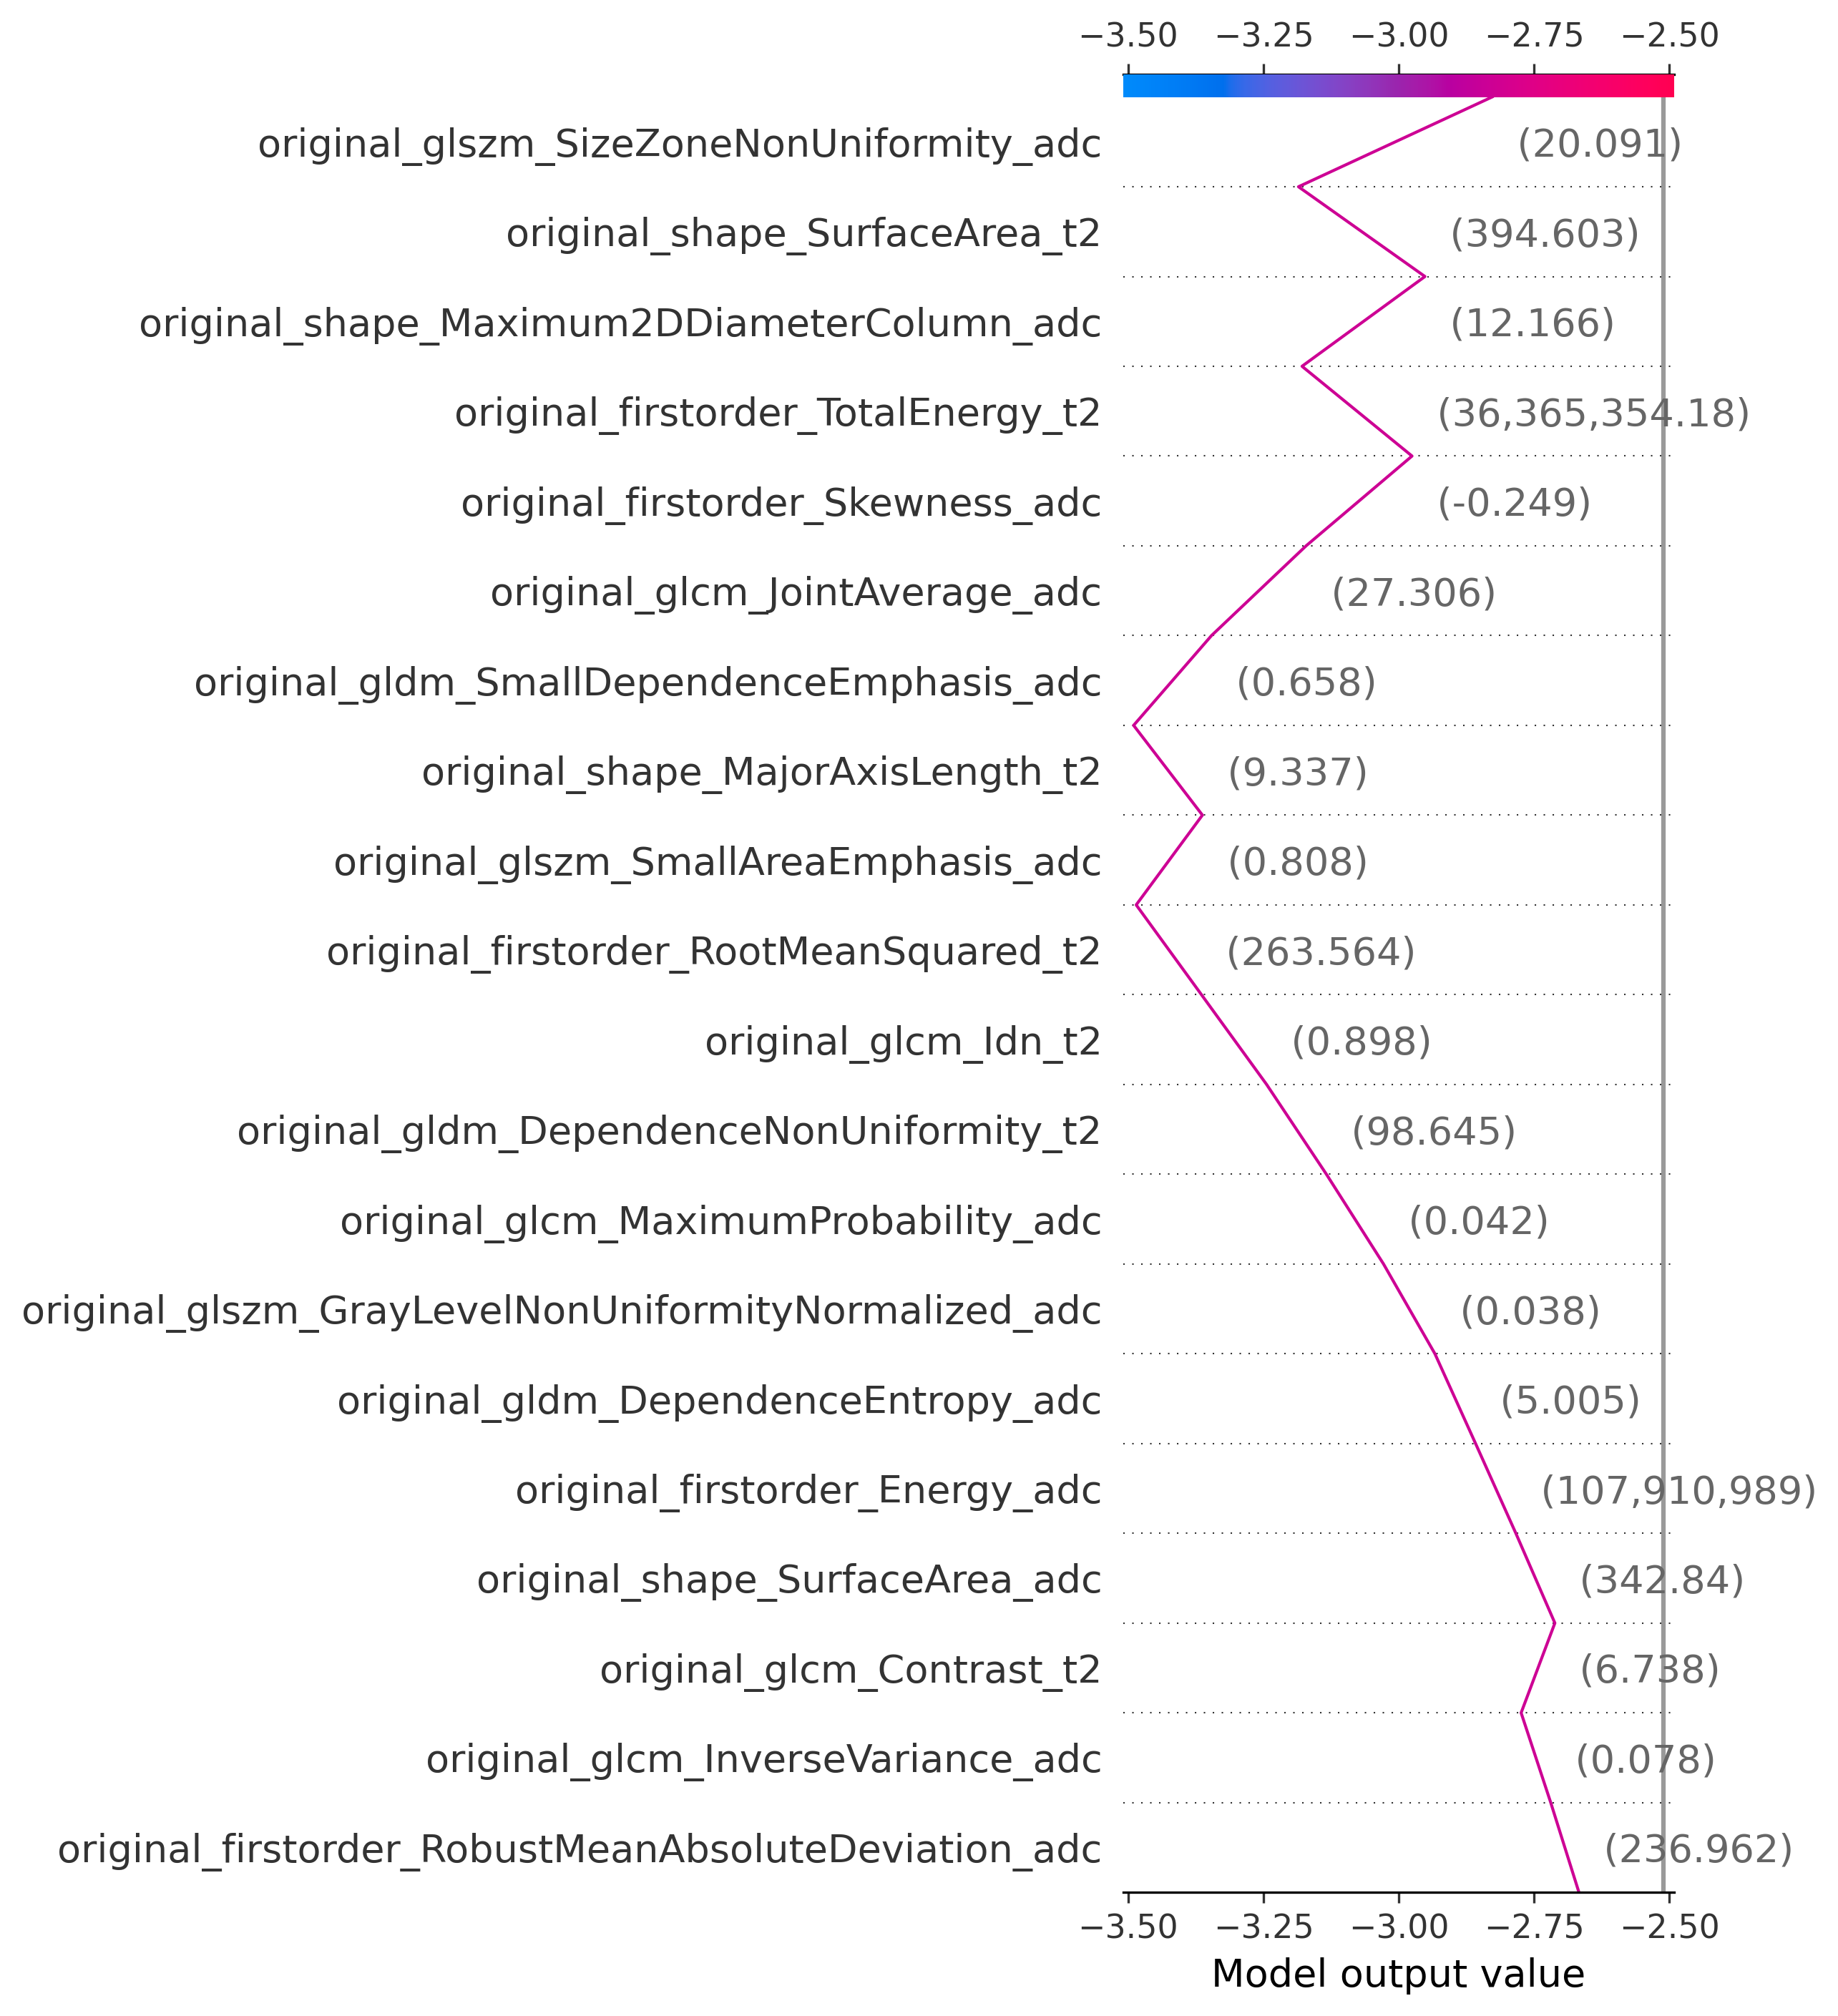 −3.50 −3.25 −3.00 −2.75 −2.50
original_glszm_SizeZoneNonUniformity_adc (20.091)
original_shape_SurfaceArea_t2 (394.603)
original_shape_Maximum2DDiameterColumn_adc (12.166)
original_firstorder_TotalEnergy_t2 (36,365,354.18)
original_firstorder_Skewness_adc (-0.249)
original_glcm_JointAverage_adc (27.306)
original_gldm_SmallDependenceEmphasis_adc (0.658)
original_shape_MajorAxisLength_t2 (9.337)
original_glszm_SmallAreaEmphasis_adc (0.808)
original_firstorder_RootMeanSquared_t2 (263.564)
original_glcm_Idn_t2 (0.898)
original_gldm_DependenceNonUniformity_t2 (98.645)
original_glcm_MaximumProbability_adc (0.042)
original_glszm_GrayLevelNonUniformityNormalized_adc (0.038)
original_gldm_DependenceEntropy_adc (5.005)
original_firstorder_Energy_adc (107,910,989)
original_shape_SurfaceArea_adc (342.84)
original_glcm_Contrast_t2 (6.738)
original_glcm_InverseVariance_adc (0.078)
original_firstorder_RobustMeanAbsoluteDeviation_adc (236.962)
−3.50 −3.25 −3.00 −2.75 −2.50
Model output value